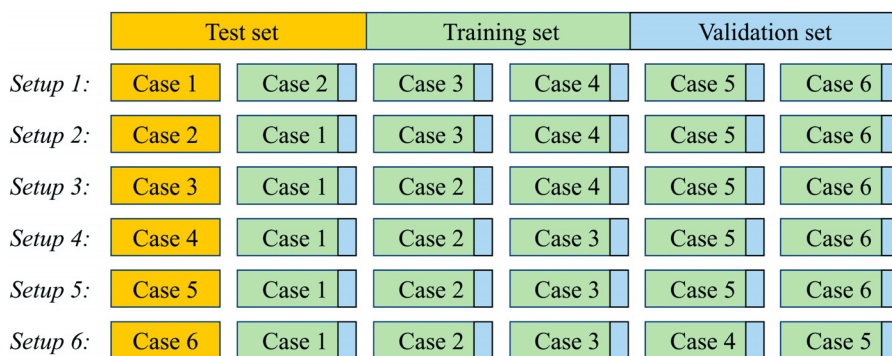 Test set Training set Validation set
Setup 1: Case 1 Case 2 Case 3 Case 4 Case 5 Case 6
Setup 2: Case 2 Case 1 Case 3 Case 4 Case 5 Case 6
Setup 3: Case 3 Case 1 Case 2 Case 4 Case 5 Case 6
Setup 4: Case 4 Case 1 Case 2 Case 3 Case 5 Case 6
Setup 5: Case 5 Case 1 Case 2 Case 3 Case 5 Case 6
Setup 6: Case 6 Case 1 Case 2 Case 3 Case 4 Case 5